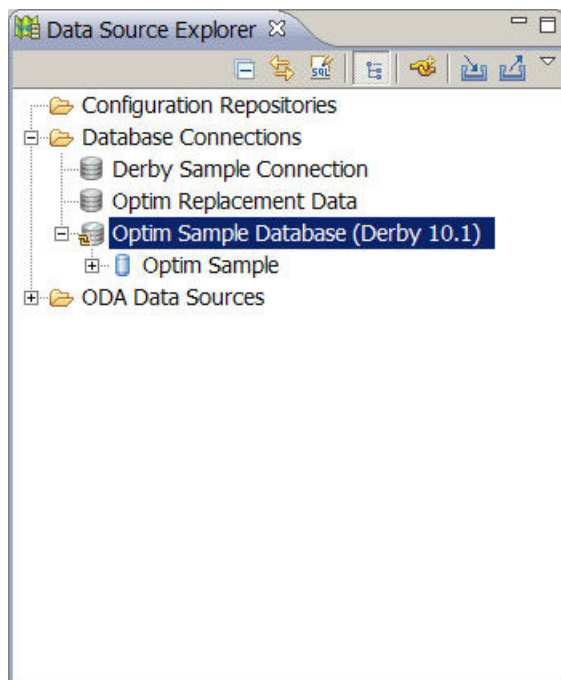 Data Source Explorer
SQL
Configuration Repositories
Database Connections
Derby Sample Connection
Optim Replacement Data
Optim Sample Database (Derby 10.1)
Optim Sample
ODA Data Sources